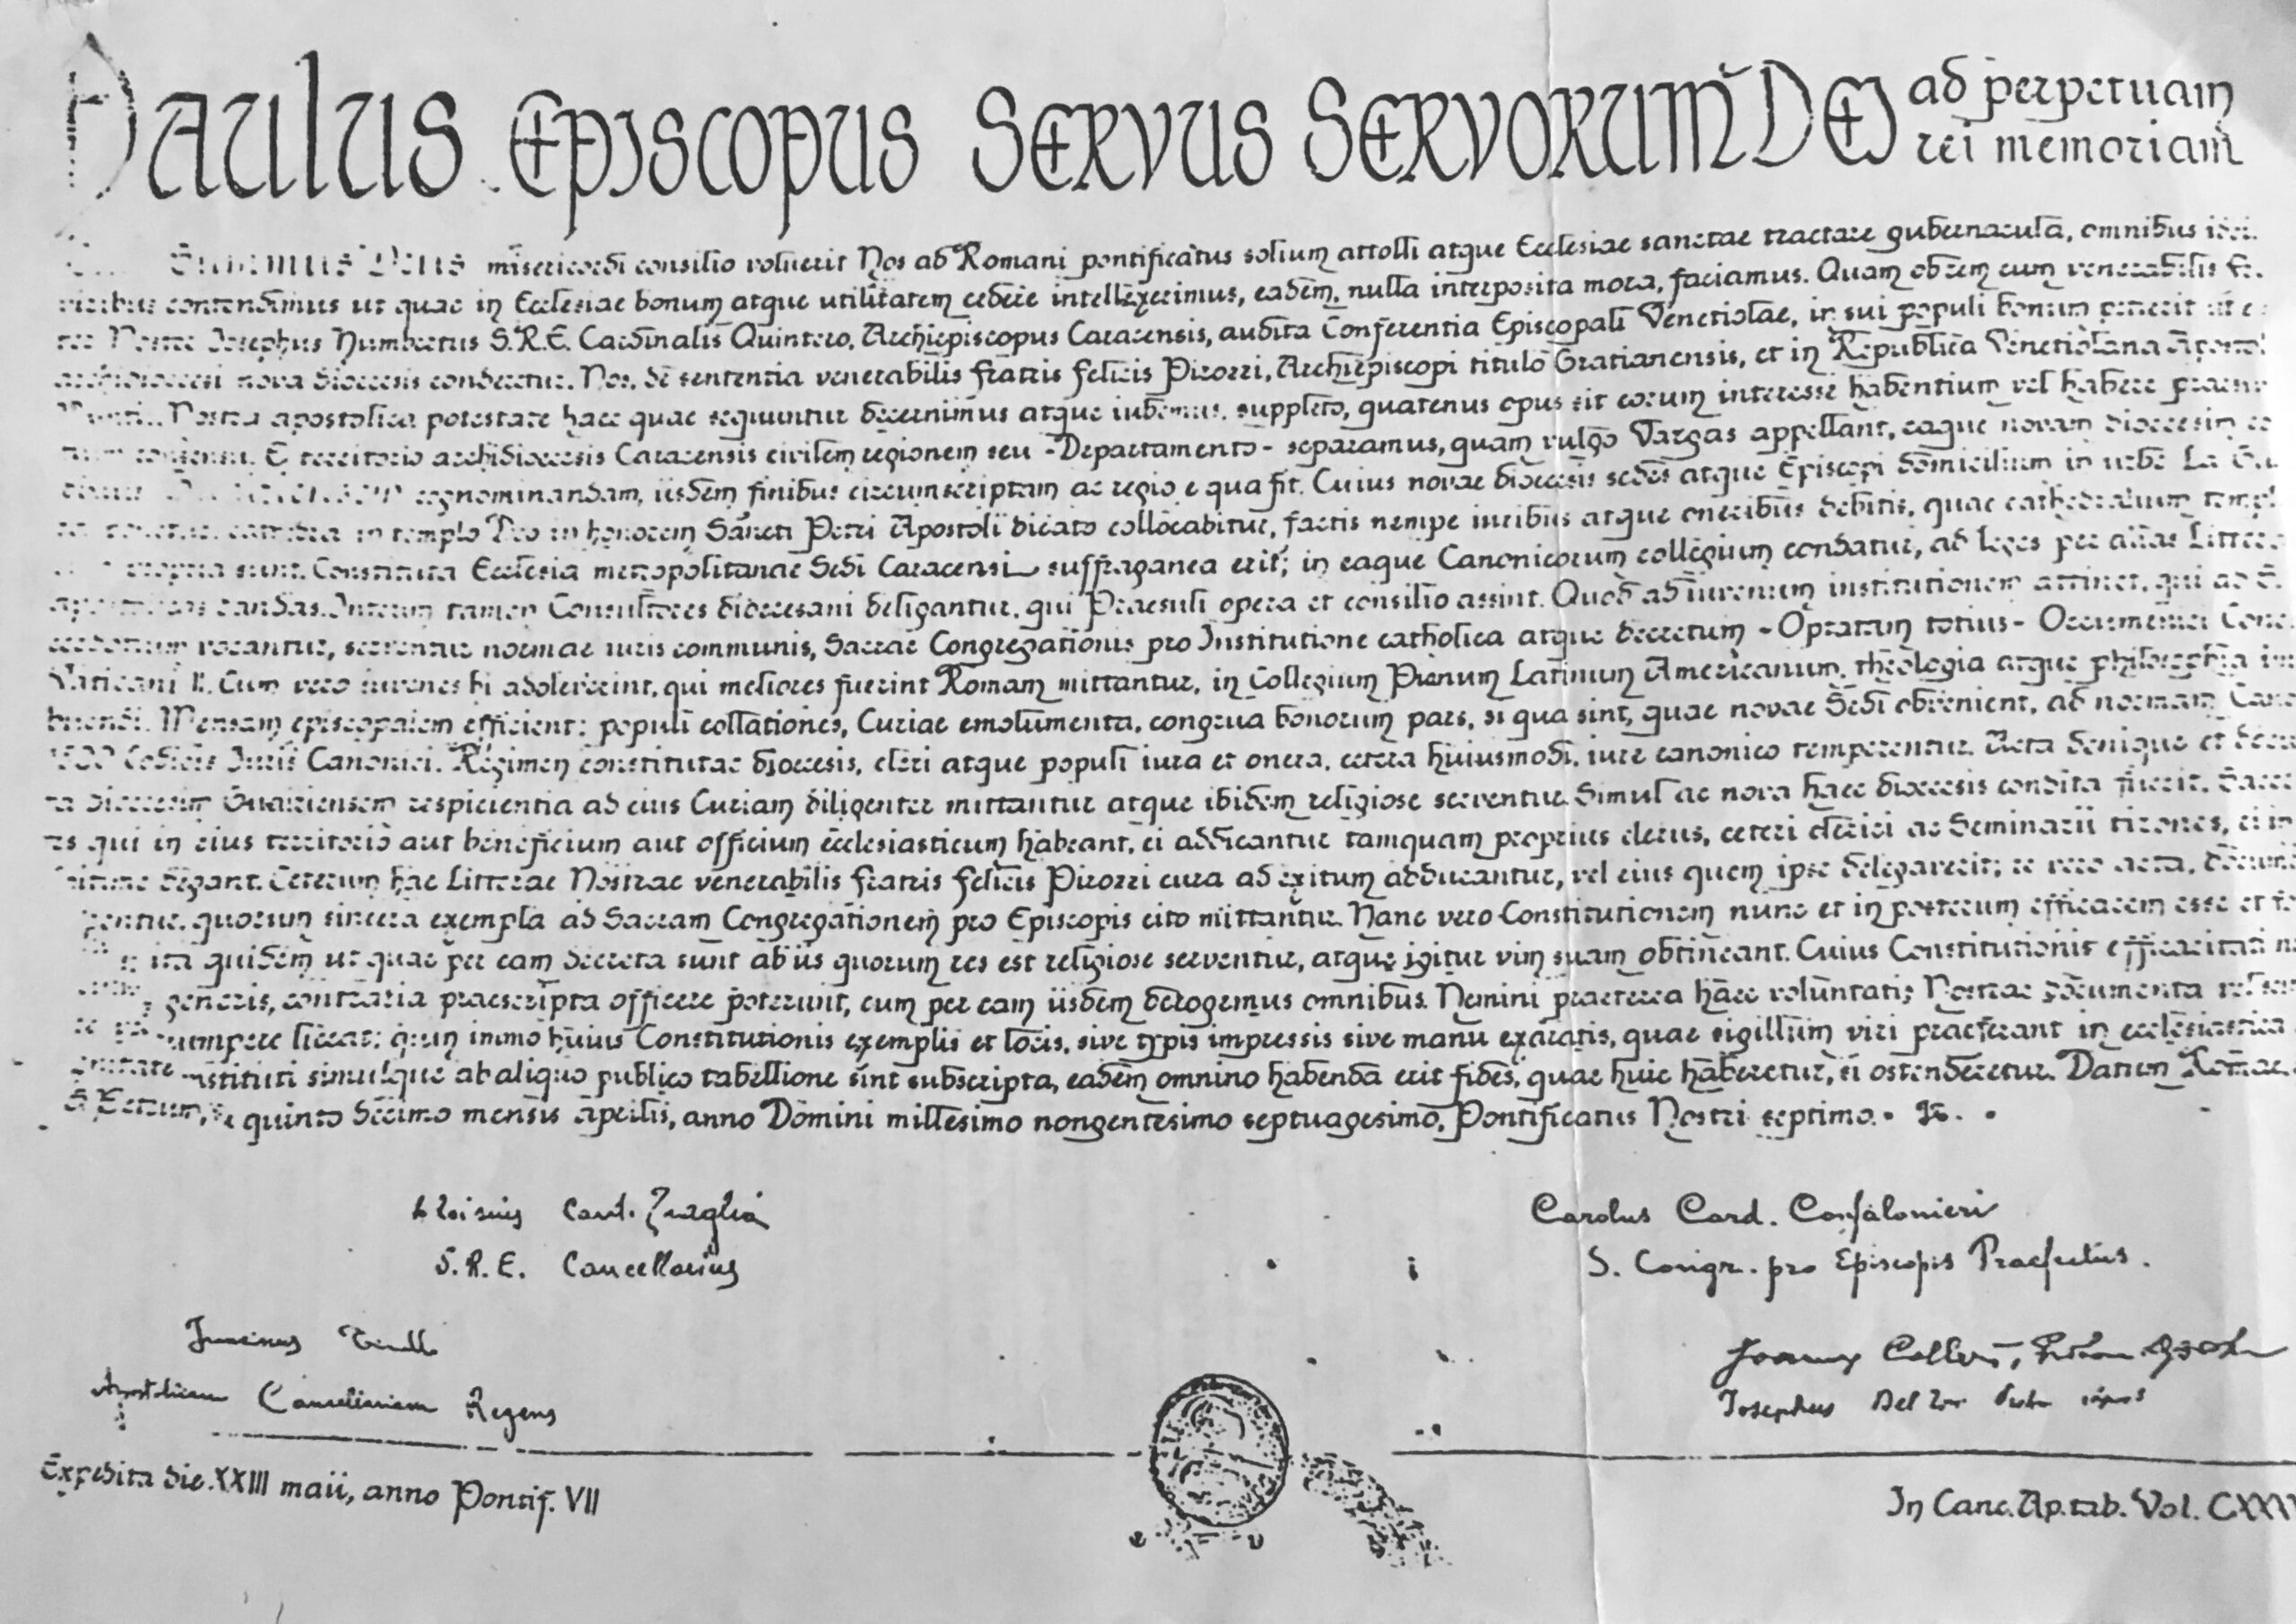 PAULUS EPISCOPUS SERVUS SERVORUM DEI ad perpetuam
rei memoriam
misericordi consilio voluerit Nos ad Romani pontificatus solium attolli atque Ecclesiae sanctae tractare gubernacula, omnibus
viribus contendimus ut quae in Ecclesiae bonum atque utilitatem cedere intellexerimus, eadem, nulla interposita mora, faciamus. Quam obrem cum venerabilis
Noster Iosephus Humbertus S.R.E. Cardinalis Quintero, Archiepiscopus Caracensis, audita Conferentia Episcopali Venetiolae, in sui populi bonum petierit ut
archidioecesi nova dioecesis conderetur, Nos, de sententia venerabilis fratris Felicis Pirozzi, Archiepiscopi titulo Gratianensis, et in Republica Venetiolana
Nostra apostolica potestate haec quae sequuntur decernimus atque iubemus, suppleto, quatenus opus sit eorum interesse habentium vel habere
consensu. E territorio archidioecesis Caracensis civilem regionem seu -Departamento- separamus, quam vulgo Vargas appellant, eaque novam dioecesim
cognominandam, iisdem finibus circumscriptam ac regio e qua fit. Cuius novae dioecesis sedes atque Episcopi domicilium in urbe La
cathedra in templo Deo in honorem Sancti Petri Apostoli dicato collocabitur, factis nempe iuribus atque oneribus debitis, quae cathedralium
propria sunt. Constituta Ecclesia metropolitanae Sedi Caracensi suffraganea erit; in eaque Canonicorum collegium condatur, ad leges per alias
dandas. Interim tamen Consultores dioecesani deligantur, qui Praesuli opera et consilio assint. Quod ad iuvenum institutionem attinet, qui ad
vocantur, serventur normae iuris communis, Sacrae Congregationis pro Institutione catholica atque decretum -Optatam totius- Oecumenici
Vaticani II. Cum vero iuvenes hi adoleverint, qui meliores fuerint Romam mittantur, in Collegium Pianum Latinum Americanum, theologia atque philosophia
buendi. Mensam episcopalem efficient: populi collationes, Curiae emolumenta, congrua bonorum pars, si qua sint, quae novae Sedi obvenient, ad normam
Codicis Iuris Canonici. Regimen constitutae dioecesis, cleri atque populi iura et onera, cetera huiusmodi, iure canonico temperentur. Acta denique et
dioecesim Guairiensem respicientia ad eius Curiam diligenter mittantur atque ibidem religiose serventur. Simul ac nova haec dioecesis condita fuerit,
qui in eius territorio aut beneficium aut officium ecclesiasticum habeant, ei addicantur tamquam proprius clerus, ceteri clerici ac Seminarii tirones, ei
degant. Ceterum hae Litterae Nostrae venerabilis fratris Felicis Pirozzi cura ad exitum adducantur, vel eius quem ipse delegaverit; re vero acta,
quorum sincera exempla ad Sacram Congregationem pro Episcopis cito mittantur. Hanc vero Constitutionem nunc et in posterum efficacem esse et
ita quidem ut quae per eam decreta sunt ab iis quorum res est religiose serventur, atque igitur vim suam obtineant. Cuius Constitutionis efficacitati
generis, contraria praescripta officere poterunt, cum per eam iisdem derogemus omnibus. Nemini praeterea haec voluntatis Nostrae documenta vel
liceat; quin immo huius Constitutionis exemplis et locis, sive typis impressis sive manu exaratis, quae sigillum viri praeferant in ecclesiastica
simulque ab aliquo publico tabellione sint subscripta, eadem omnino habenda erit fides, quae huic haberetur, si ostenderetur. Datum Romae,
quinto decimo mensis Aprilis, anno Domini millesimo nongentesimo septuagesimo, Pontificatus Nostri septimo.
Aloisius Card. Traglia
S.R.E. Cancellarius
Carolus Card. Confalonieri
S. Congr. pro Episcopis Praefectus.
Apostolicam Cancellariam Regens
Josephus Del
Expedita die XXIII maii, anno Pontif. VII
In Canc. Ap. tab. Vol.